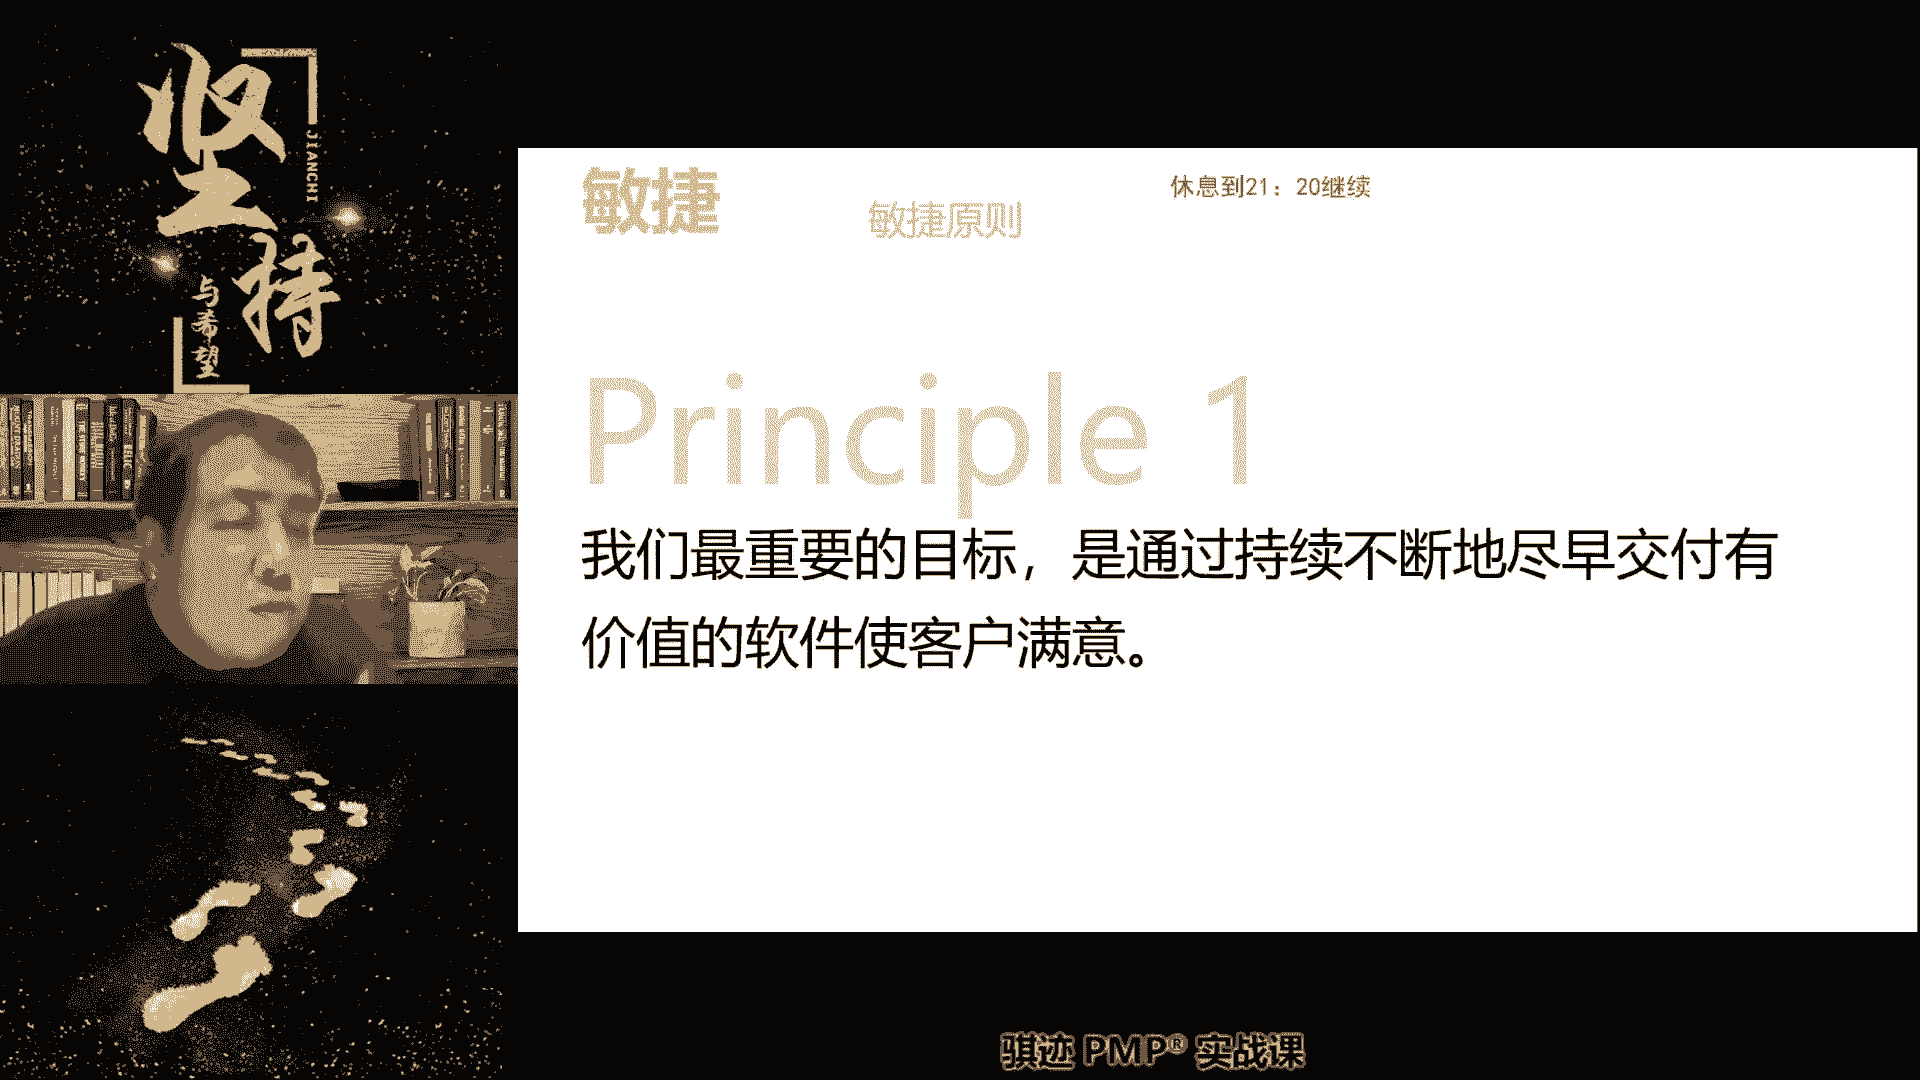 坚持
JIANCHI
与希望
敏捷
敏捷原则
休息到21：20继续
Principle 1
我们最重要的目标，是通过持续不断地尽早交付有
价值的软件使客户满意。
骐迹 PMP® 实战课